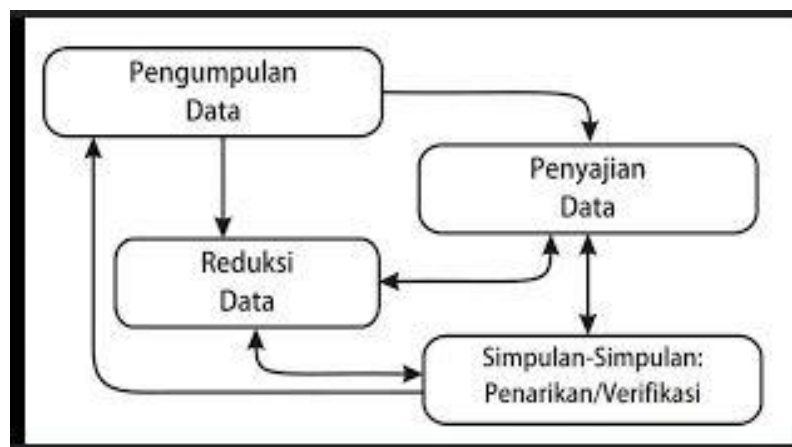 Pengumpulan
Data
Penyajian
Data
Reduksi
Data
Simpulan-Simpulan:
Penarikan/Verifikasi